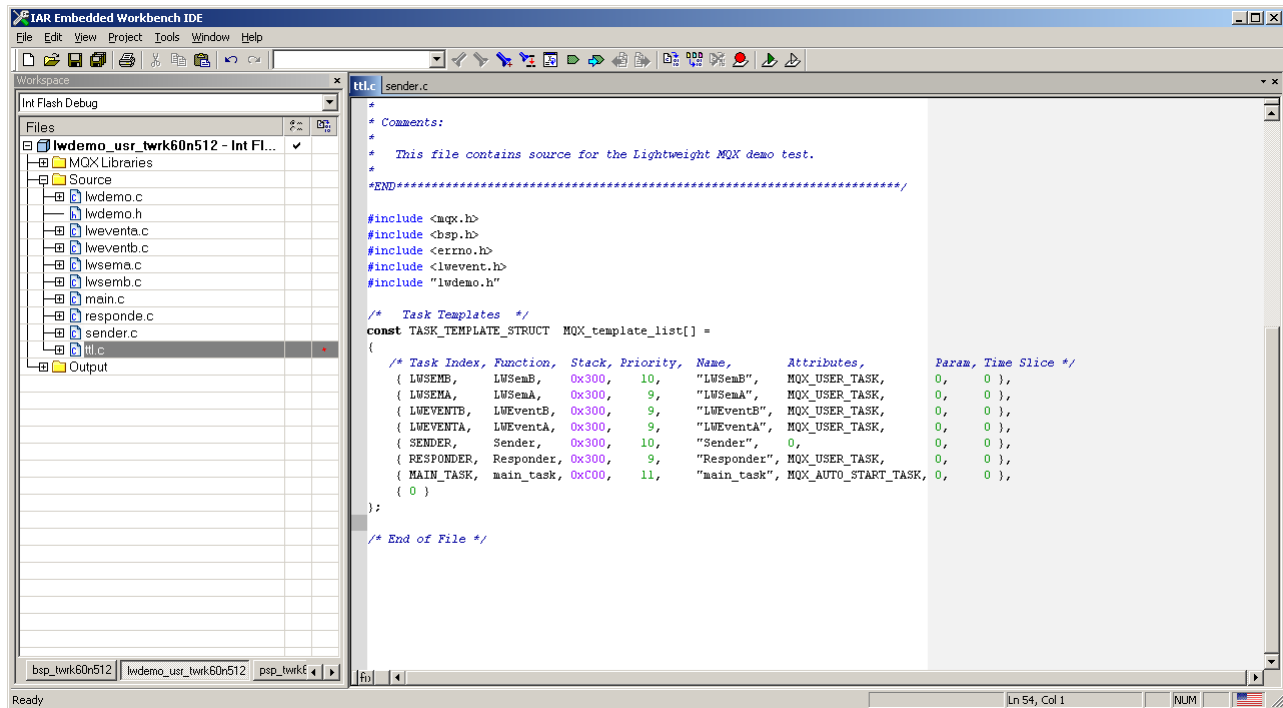 IAR Embedded Workbench IDE
File Edit View Project Tools Window Help
Workspace
Int Flash Debug
Files
lwdemo_usr_twrk60n512 - Int Fl...
MQX Libraries
Source
lwdemo.c
lwdemo.h
lweventa.c
lweventb.c
lwsema.c
lwsemb.c
main.c
responde.c
sender.c
ttl.c
Output
bsp_twrk60n512 lwdemo_usr_twrk60n512 psp_twrk6
ttl.c sender.c
*
* Comments:
*
*   This file contains source for the Lightweight MQX demo test.
*
*END************************************************************************/
#include <mqx.h>
#include <bsp.h>
#include <errno.h>
#include <lwevent.h>
#include "lwdemo.h"
/*   Task Templates  */
const TASK_TEMPLATE_STRUCT  MQX_template_list[] =
{
/* Task Index, Function,  Stack, Priority,  Name,       Attributes,          Param, Time Slice */
{ LWSEMB,     LWSemB,    0x300,    10,     "LWSemB",   MQX_USER_TASK,       0,     0 },
{ LWSEMA,     LWSemA,    0x300,     9,     "LWSemA",   MQX_USER_TASK,       0,     0 },
{ LWEVENTB,   LWEventB,  0x300,     9,     "LWEventB", MQX_USER_TASK,       0,     0 },
{ LWEVENTA,   LWEventA,  0x300,     9,     "LWEventA", MQX_USER_TASK,       0,     0 },
{ SENDER,     Sender,    0x300,    10,     "Sender",   0,                   0,     0 },
{ RESPONDER,  Responder, 0x300,     9,     "Responder", MQX_USER_TASK,      0,     0 },
{ MAIN_TASK,  main_task, 0xC00,    11,     "main_task", MQX_AUTO_START_TASK, 0,     0 },
{ 0 }
};
/* End of File */
Ready Ln 54, Col 1 NUM